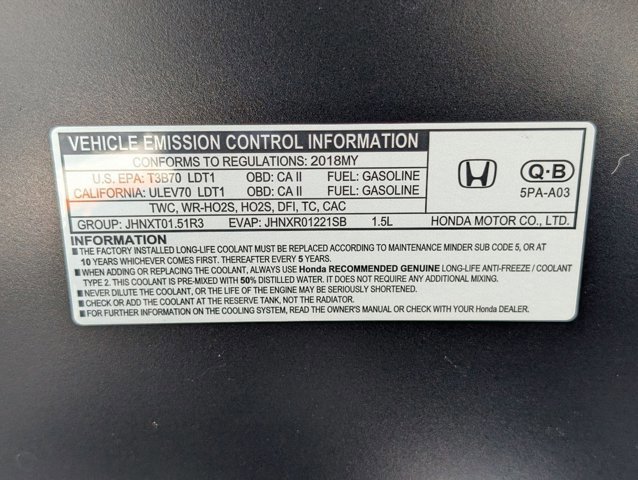 VEHICLE EMISSION CONTROL INFORMATION
CONFORMS TO REGULATIONS: 2018MY
U.S. EPA: T3B70 LDT1 OBD: CA II FUEL: GASOLINE
CALIFORNIA: ULEV70 LDT1 OBD: CA II FUEL: GASOLINE
TWC, WR-HO2S, HO2S, DFI, TC, CAC
GROUP: JHNXT01.51R3 EVAP: JHNXR01221SB 1.5L
Q-B
5PA-A03
HONDA MOTOR CO., LTD.
INFORMATION
■ THE FACTORY INSTALLED LONG-LIFE COOLANT MUST BE REPLACED ACCORDING TO MAINTENANCE MINDER SUB CODE 5, OR AT
10 YEARS WHICHEVER COMES FIRST. THEREAFTER EVERY 5 YEARS.
■ WHEN ADDING OR REPLACING THE COOLANT, ALWAYS USE Honda RECOMMENDED GENUINE LONG-LIFE ANTI-FREEZE / COOLANT
TYPE 2. THIS COOLANT IS PRE-MIXED WITH 50% DISTILLED WATER. IT DOES NOT REQUIRE ANY ADDITIONAL MIXING.
■ NEVER DILUTE THE COOLANT, OR THE LIFE OF THE ENGINE MAY BE SERIOUSLY SHORTENED.
■ CHECK OR ADD THE COOLANT AT THE RESERVE TANK, NOT THE RADIATOR.
■ FOR FURTHER INFORMATION ON THE COOLING SYSTEM, READ THE OWNER'S MANUAL OR CHECK WITH YOUR Honda DEALER.